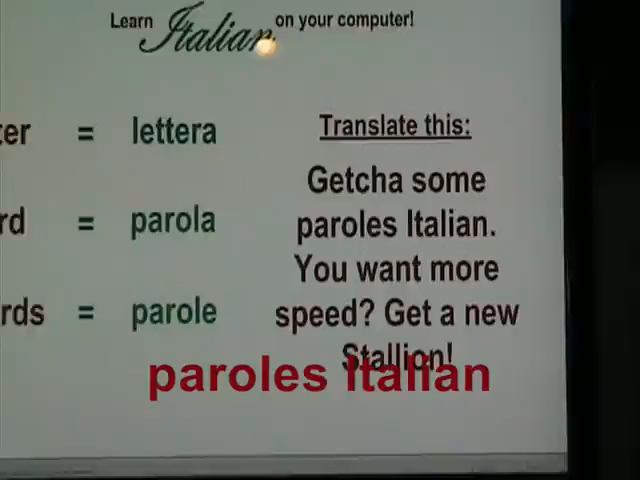 Learn Italian on your computer!
ter = lettera
rd = parola
rds = parole
Translate this:
Getcha some
paroles Italian.
You want more
speed? Get a new
Stallion!
paroles Italian